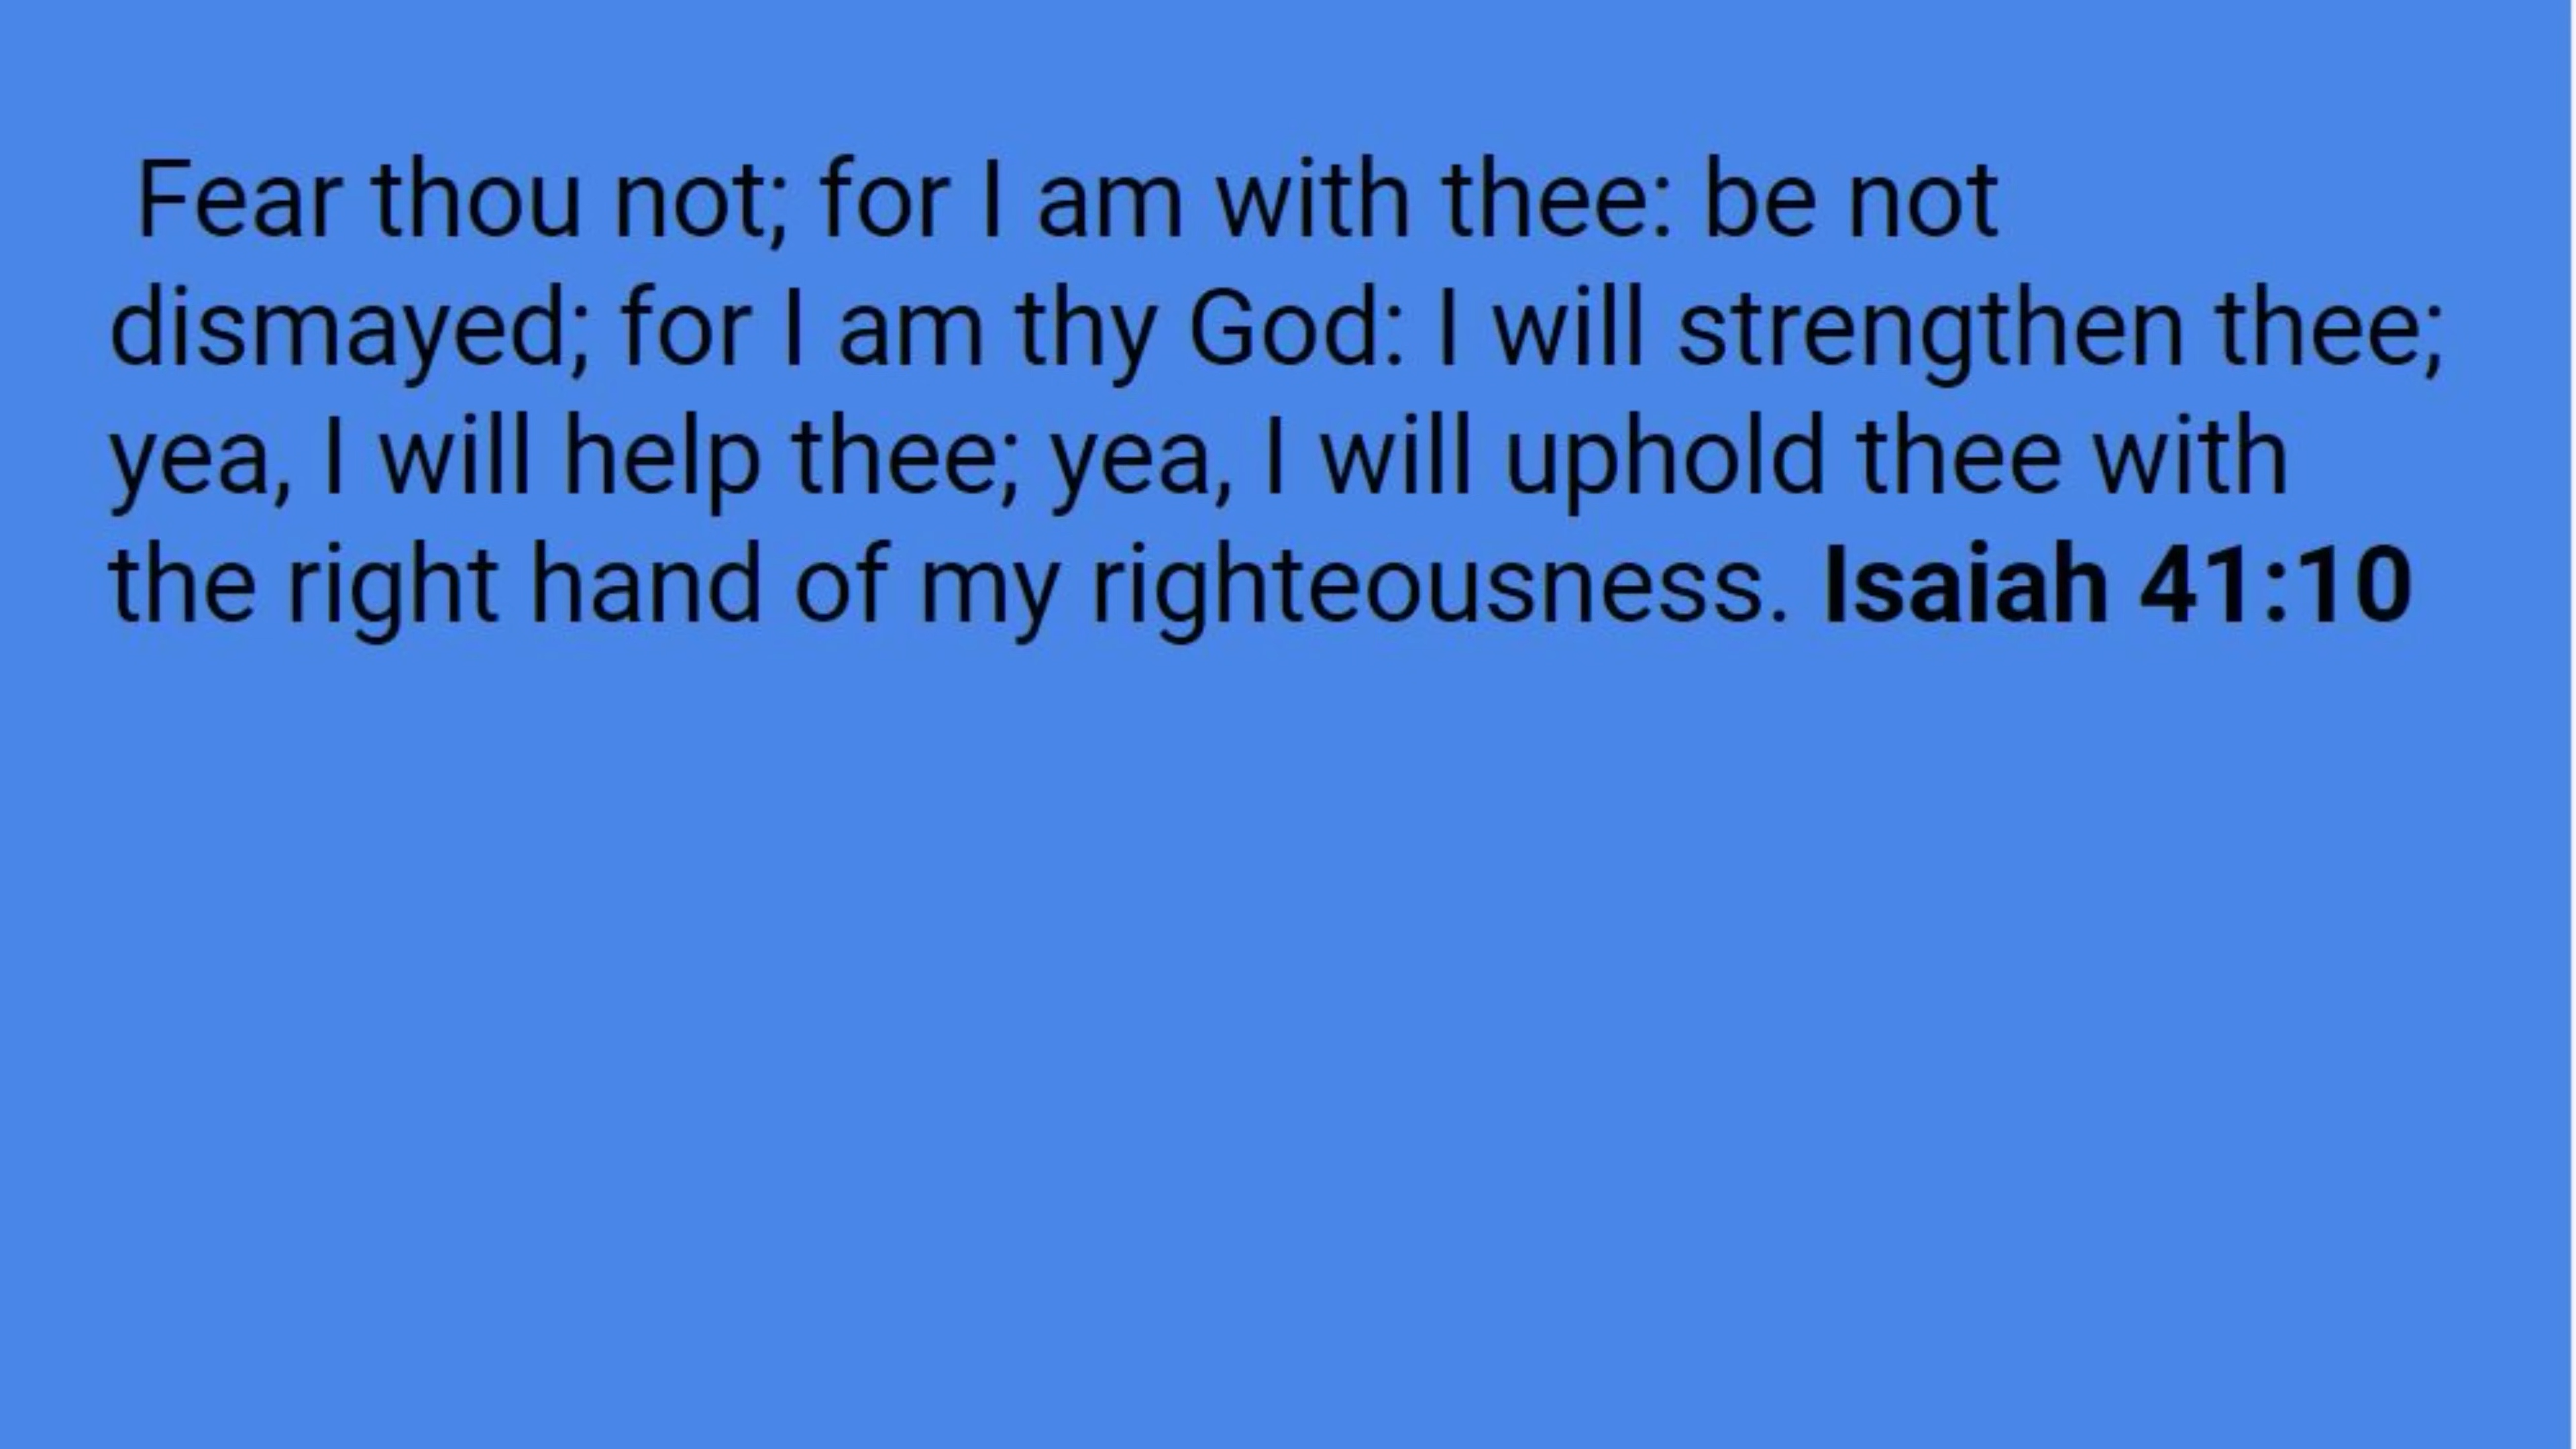 Fear thou not; for I am with thee: be not
dismayed; for I am thy God: I will strengthen thee;
yea, I will help thee; yea, I will uphold thee with
the right hand of my righteousness. Isaiah 41:10